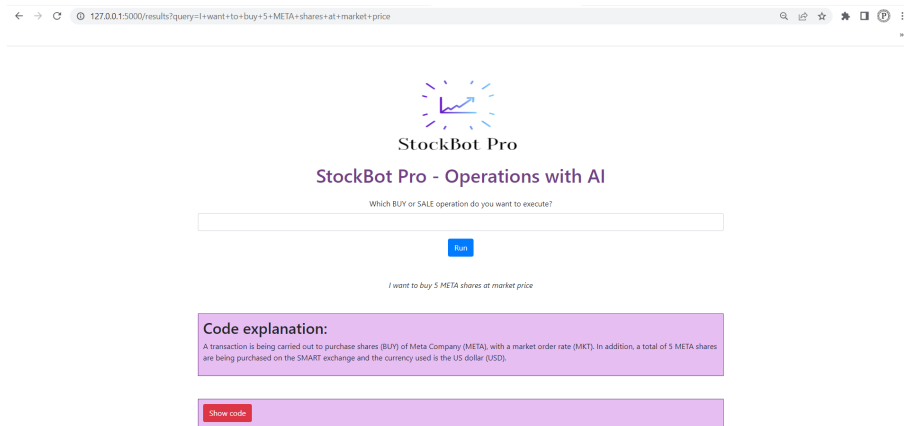 127.0.0.1:5000/results?query=I+want+to+buy+5+META+shares+at+market+price
P
»
StockBot Pro
StockBot Pro - Operations with AI
Which BUY or SALE operation do you want to execute?
Run
I want to buy 5 META shares at market price
Code explanation:
A transaction is being carried out to purchase shares (BUY) of Meta Company (META), with a market order rate (MKT). In addition, a total of 5 META shares
are being purchased on the SMART exchange and the currency used is the US dollar (USD).
Show code